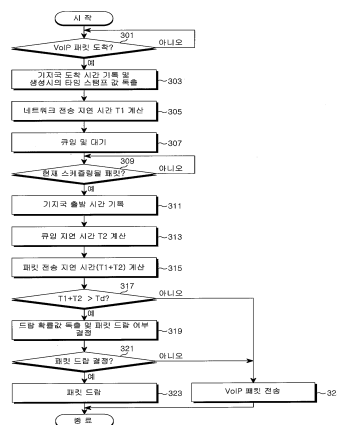 시 작
301
VoIP 패킷 도착?
아니오
예
기지국 도착 시간 기록 및
생성시의 타임 스탬프 값 독출
303
네트워크 전송 지연 시간 T1 계산
305
큐잉 및 대기
307
309
현재 스케줄링될 패킷?
아니오
예
기지국 출발 시간 기록
311
큐잉 지연 시간 T2 계산
313
패킷 전송 지연 시간(T1+T2) 계산
315
317
T1+T2 > Td?
아니오
예
드랍 확률값 독출 및 패킷 드랍 여부
결정
319
321
패킷 드랍 결정?
아니오
예
패킷 드랍
323
VoIP 패킷 전송
32
종 료